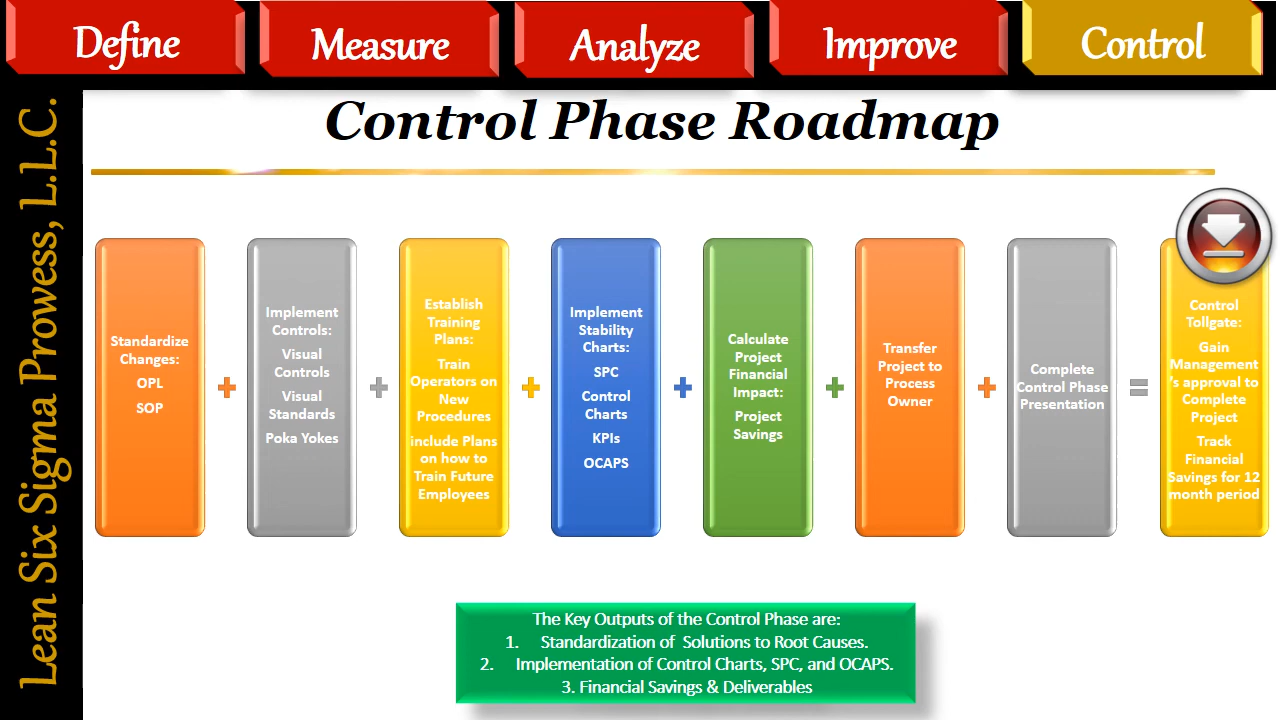 Define
Measure
Analyze
Improve
Control
Lean Six Sigma Prowess, L.L.C.
Control Phase Roadmap
Standardize
Changes:
OPL
SOP
+
Implement
Controls:
Visual
Controls
Visual
Standards
Poka Yokes
+
Establish
Training
Plans:
Train
Operators on
New
Procedures
include Plans
on how to
Train Future
Employees
+
Implement
Stability
Charts:
SPC
Control
Charts
KPIs
OCAPS
+
Calculate
Project
Financial
Impact:
Project
Savings
+
Transfer
Project to
Process
Owner
+
Complete
Control Phase
Presentation
=
Control
Tollgate:
Gain
Management
's approval to
Complete
Project
Track
Financial
Savings for 12
month period
The Key Outputs of the Control Phase are:
1. Standardization of Solutions to Root Causes.
2. Implementation of Control Charts, SPC, and OCAPS.
3. Financial Savings & Deliverables